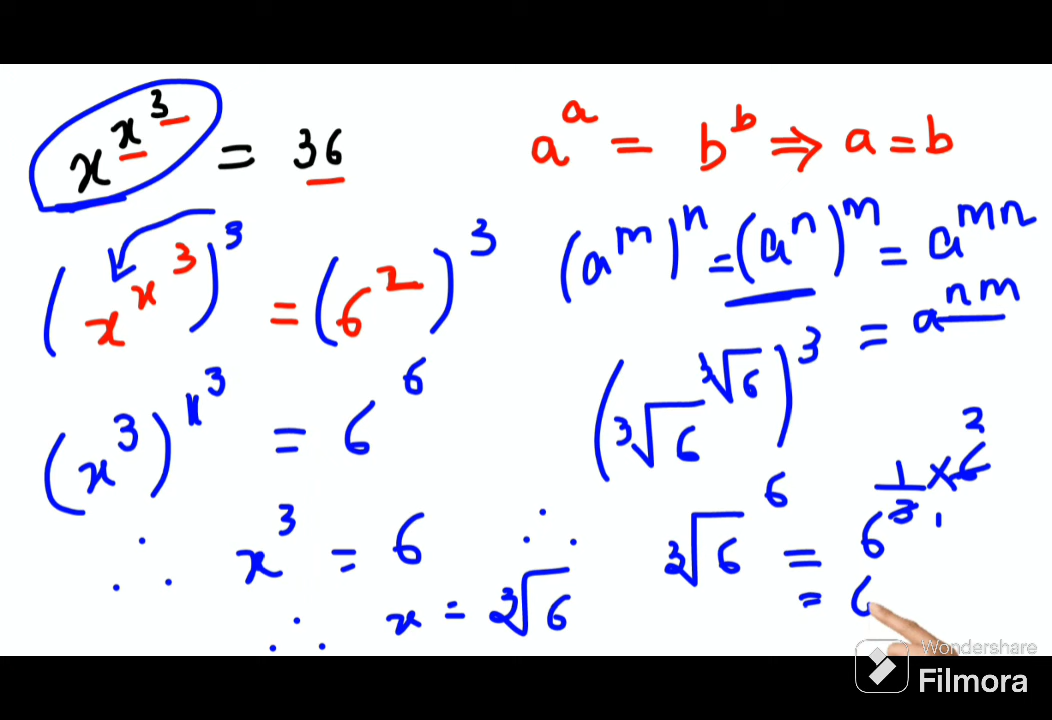 x^x^3 = 36
a^a = b^b ⇒ a = b
(x^x^3)^3 = (6^2)^3
(a^m)^n = (a^n)^m = a^mn
= a^nm
(x^3)^x^3 = 6^6
(∛6^∛6)^3
∴ x^3 = 6
∴ ∛6^6 = 6^1/3×6 2 1
∴ x = ∛6
= 6
Wondershare
Filmora